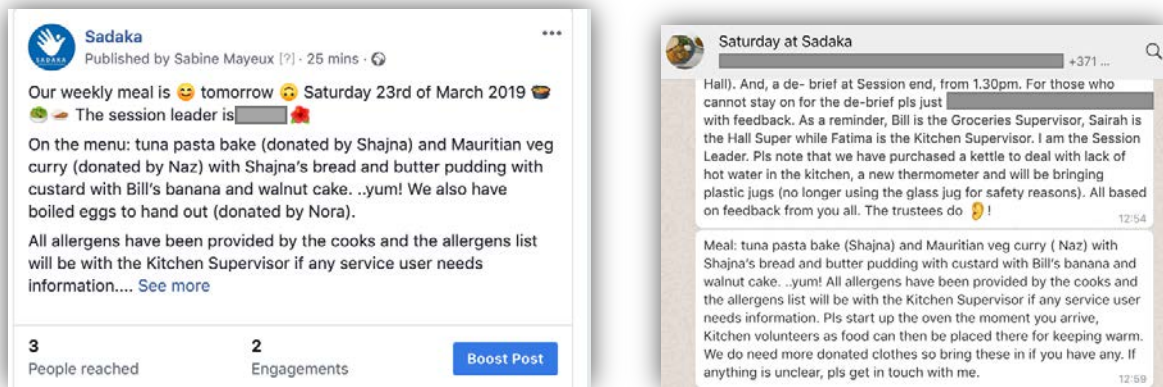 Sadaka
Published by Sabine Mayeux [?] · 25 mins ·
Our weekly meal is 😊 tomorrow 🙃 Saturday 23rd of March 2019 🍲
🥗 🥧 The session leader is 🌺
On the menu: tuna pasta bake (donated by Shajna) and Mauritian veg
curry (donated by Naz) with Shajna's bread and butter pudding with
custard with Bill's banana and walnut cake. ..yum! We also have
boiled eggs to hand out (donated by Nora).
All allergens have been provided by the cooks and the allergens list
will be with the Kitchen Supervisor if any service user needs
information.... See more
3
People reached
2
Engagements
Boost Post
SADAKA
Saturday at Sadaka
+371 ...
Hall). And, a de- brief at Session end, from 1.30pm. For those who
cannot stay on for the de-brief pls just
with feedback. As a reminder, Bill is the Groceries Supervisor, Sairah is
the Hall Super while Fatima is the Kitchen Supervisor. I am the Session
Leader. Pls note that we have purchased a kettle to deal with lack of
hot water in the kitchen, a new thermometer and will be bringing
plastic jugs (no longer using the glass jug for safety reasons). All based
on feedback from you all. The trustees do 👂!
12:54
Meal: tuna pasta bake (Shajna) and Mauritian veg curry ( Naz) with
Shajna's bread and butter pudding with custard with Bill's banana and
walnut cake. ..yum! All allergens have been provided by the cooks and
the allergens list will be with the Kitchen Supervisor if any service user
needs information. Pls start up the oven the moment you arrive,
Kitchen volunteers as food can then be placed there for keeping warm.
We do need more donated clothes so bring these in if you have any. If
anything is unclear, pls get in touch with me.
12:59